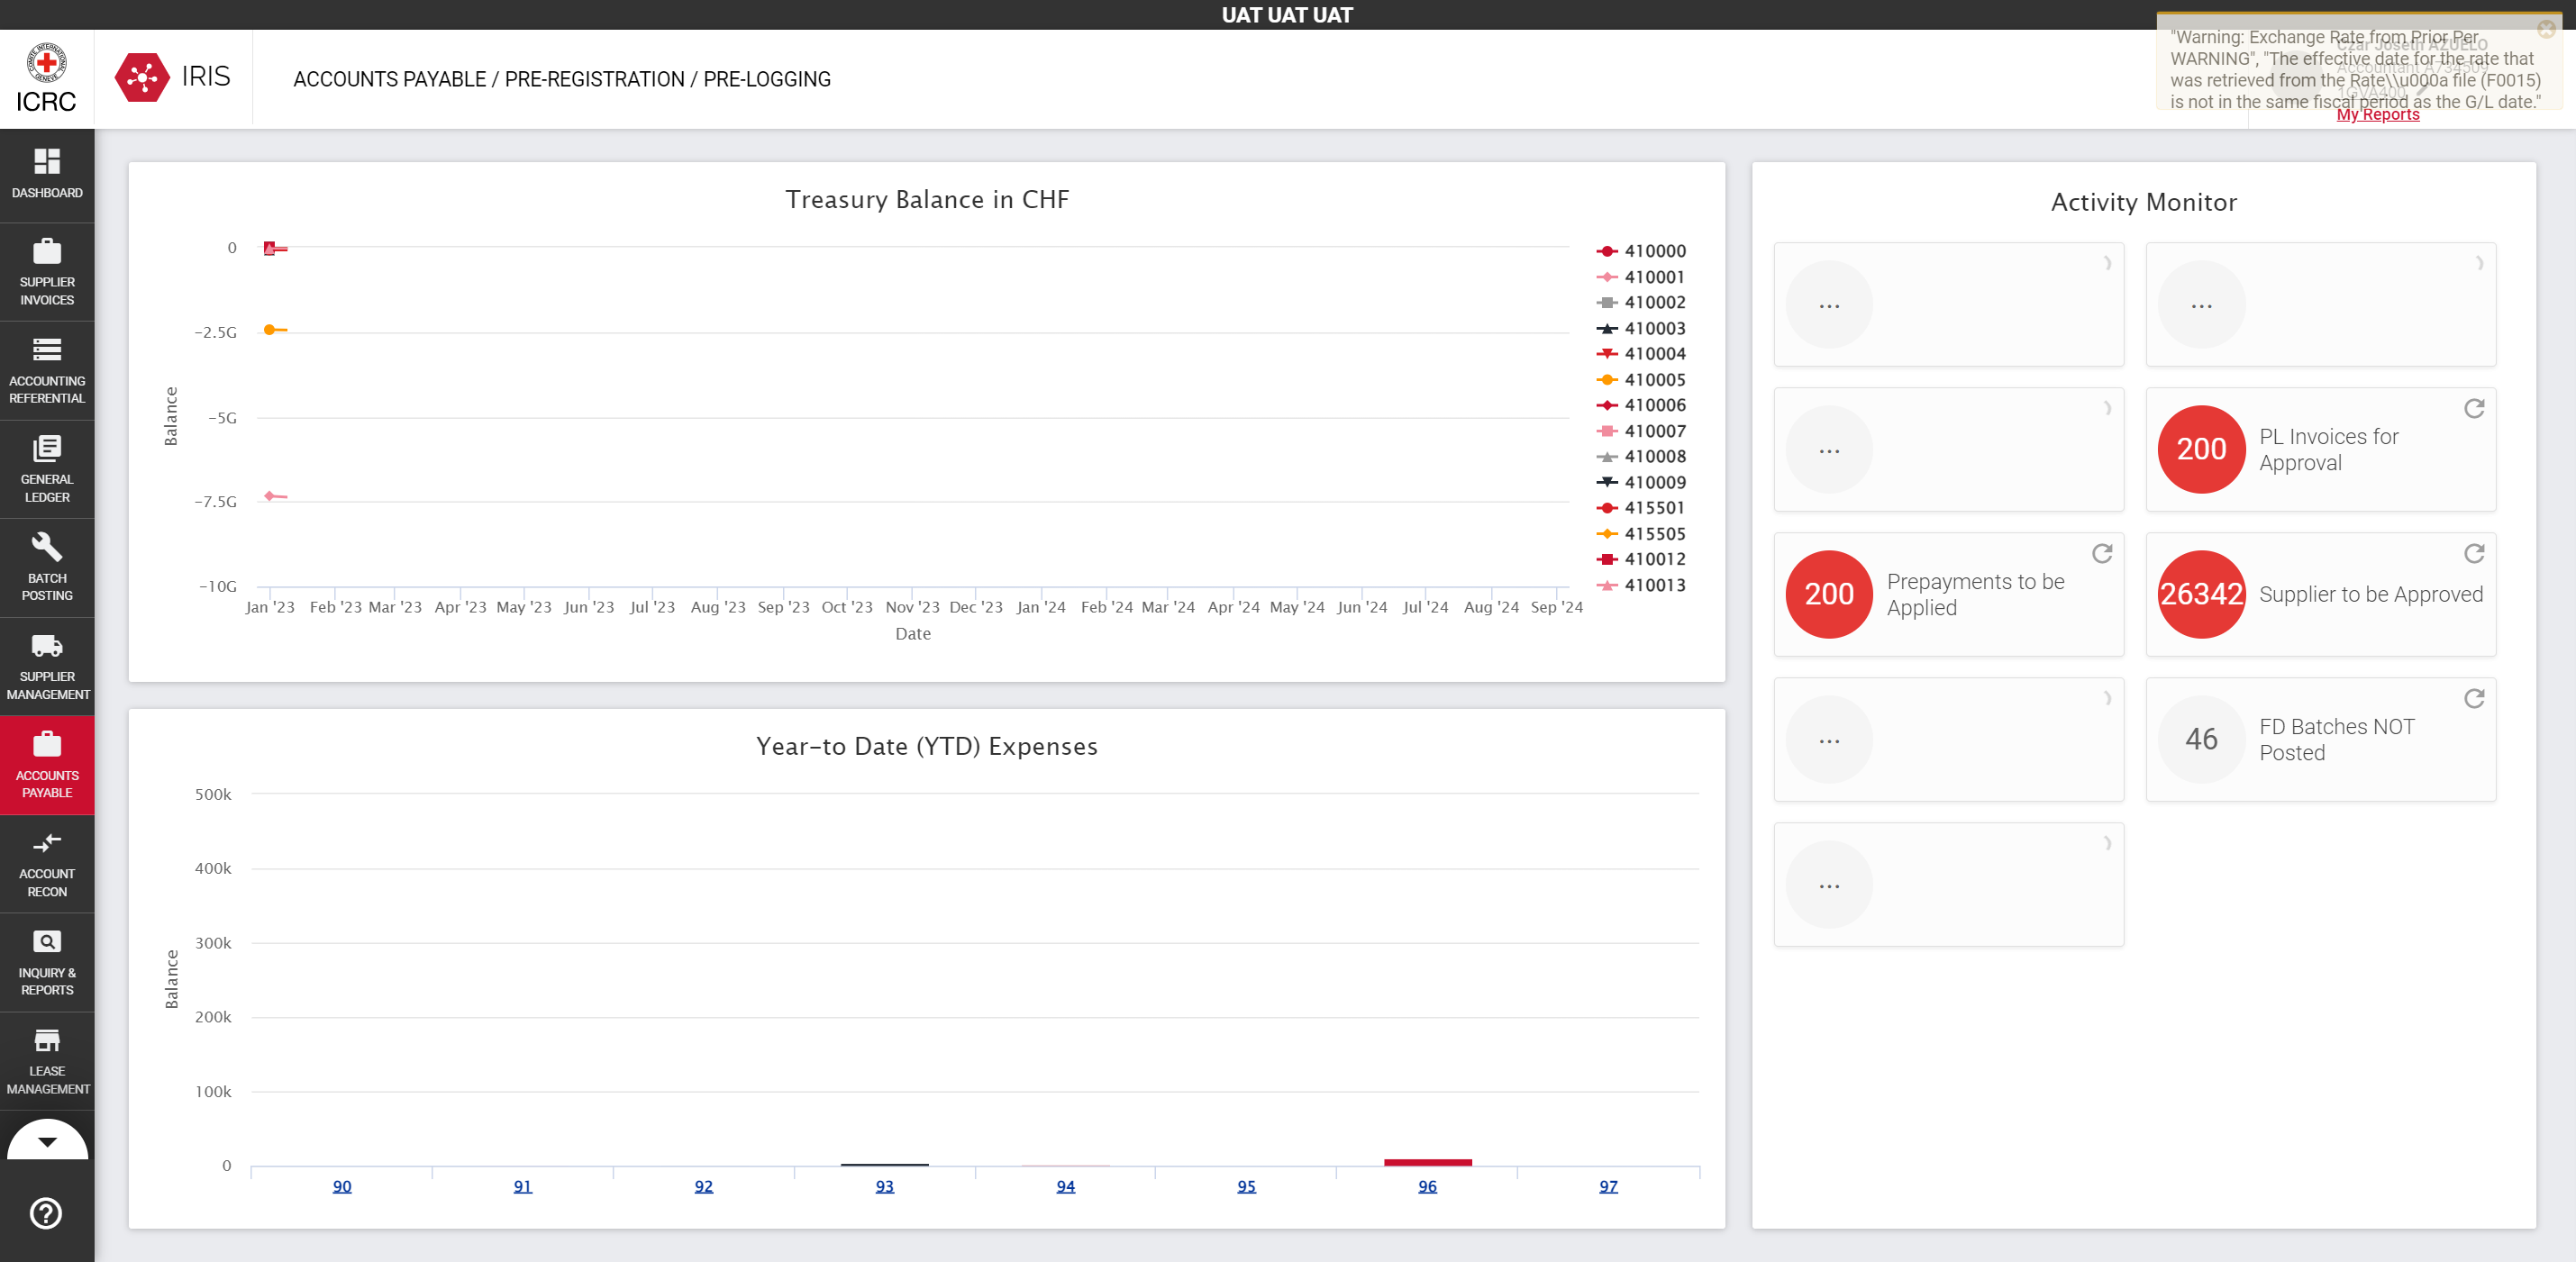 UAT UAT UAT
ICRC
IRIS
ACCOUNTS PAYABLE / PRE-REGISTRATION / PRE-LOGGING
"Warning: Exchange Rate from Prior Per
WARNING", "The effective date for the rate that
was retrieved from the Rate\\u000a file (F0015)
is not in the same fiscal period as the G/L date."
Czar Joseth AZUELO
Accountant A734509
1GVA400
My Reports
DASHBOARD
SUPPLIER
INVOICES
ACCOUNTING
REFERENTIAL
GENERAL
LEDGER
BATCH
POSTING
SUPPLIER
MANAGEMENT
ACCOUNTS
PAYABLE
ACCOUNT
RECON
INQUIRY &
REPORTS
LEASE
MANAGEMENT
Treasury Balance in CHF
0
-2.5G
-5G
-7.5G
-10G
Balance
Jan '23 Feb '23 Mar '23 Apr '23 May '23 Jun '23 Jul '23 Aug '23 Sep '23 Oct '23 Nov '23 Dec '23 Jan '24 Feb '24 Mar '24 Apr '24 May '24 Jun '24 Jul '24 Aug '24 Sep '24
Date
410000
410001
410002
410003
410004
410005
410006
410007
410008
410009
415501
415505
410012
410013
Year-to Date (YTD) Expenses
500k
400k
300k
200k
100k
0
Balance
90 91 92 93 94 95 96 97
Activity Monitor
...
...
...
200 PL Invoices for
Approval
200 Prepayments to be
Applied
26342 Supplier to be Approved
...
46 FD Batches NOT
Posted
...